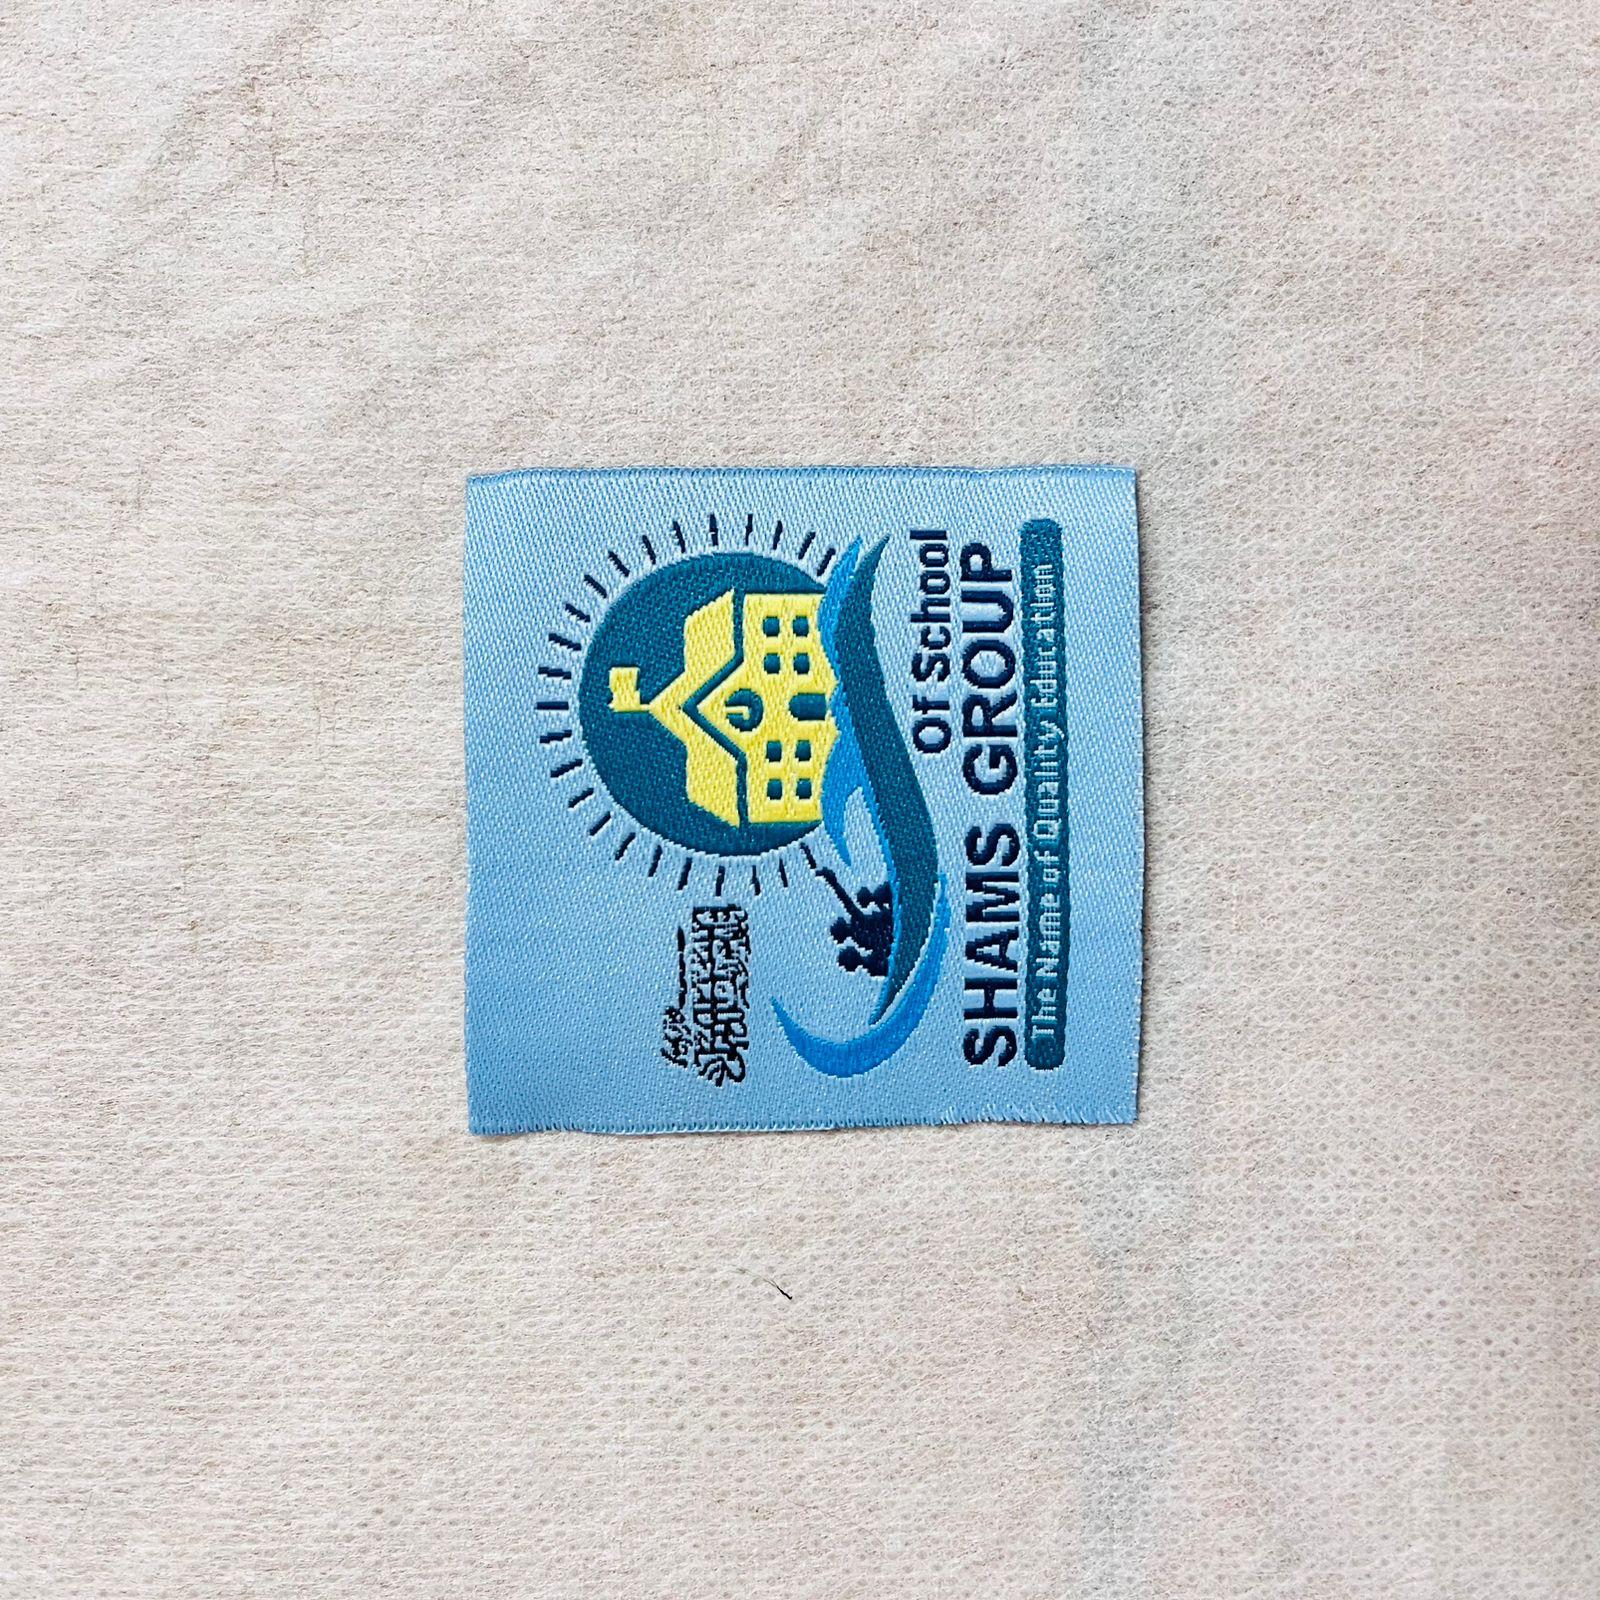 Of School
SHAMS GROUP
The Name of Quality Education